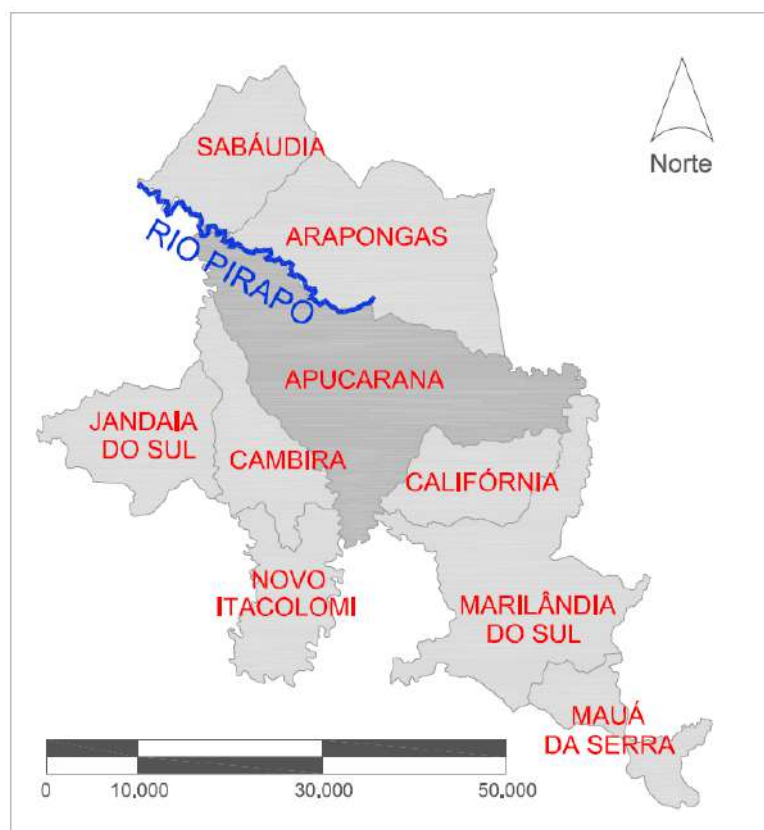 SABÁUDIA
Norte
ARAPONGAS
RIO PIRAPÓ
APUCARANA
JANDAIA
DO SUL
CAMBIRA
CALIFÓRNIA
NOVO
ITACOLOMI
MARILÂNDIA
DO SUL
MAUÁ
DA SERRA
0 10,000 30,000 50,000